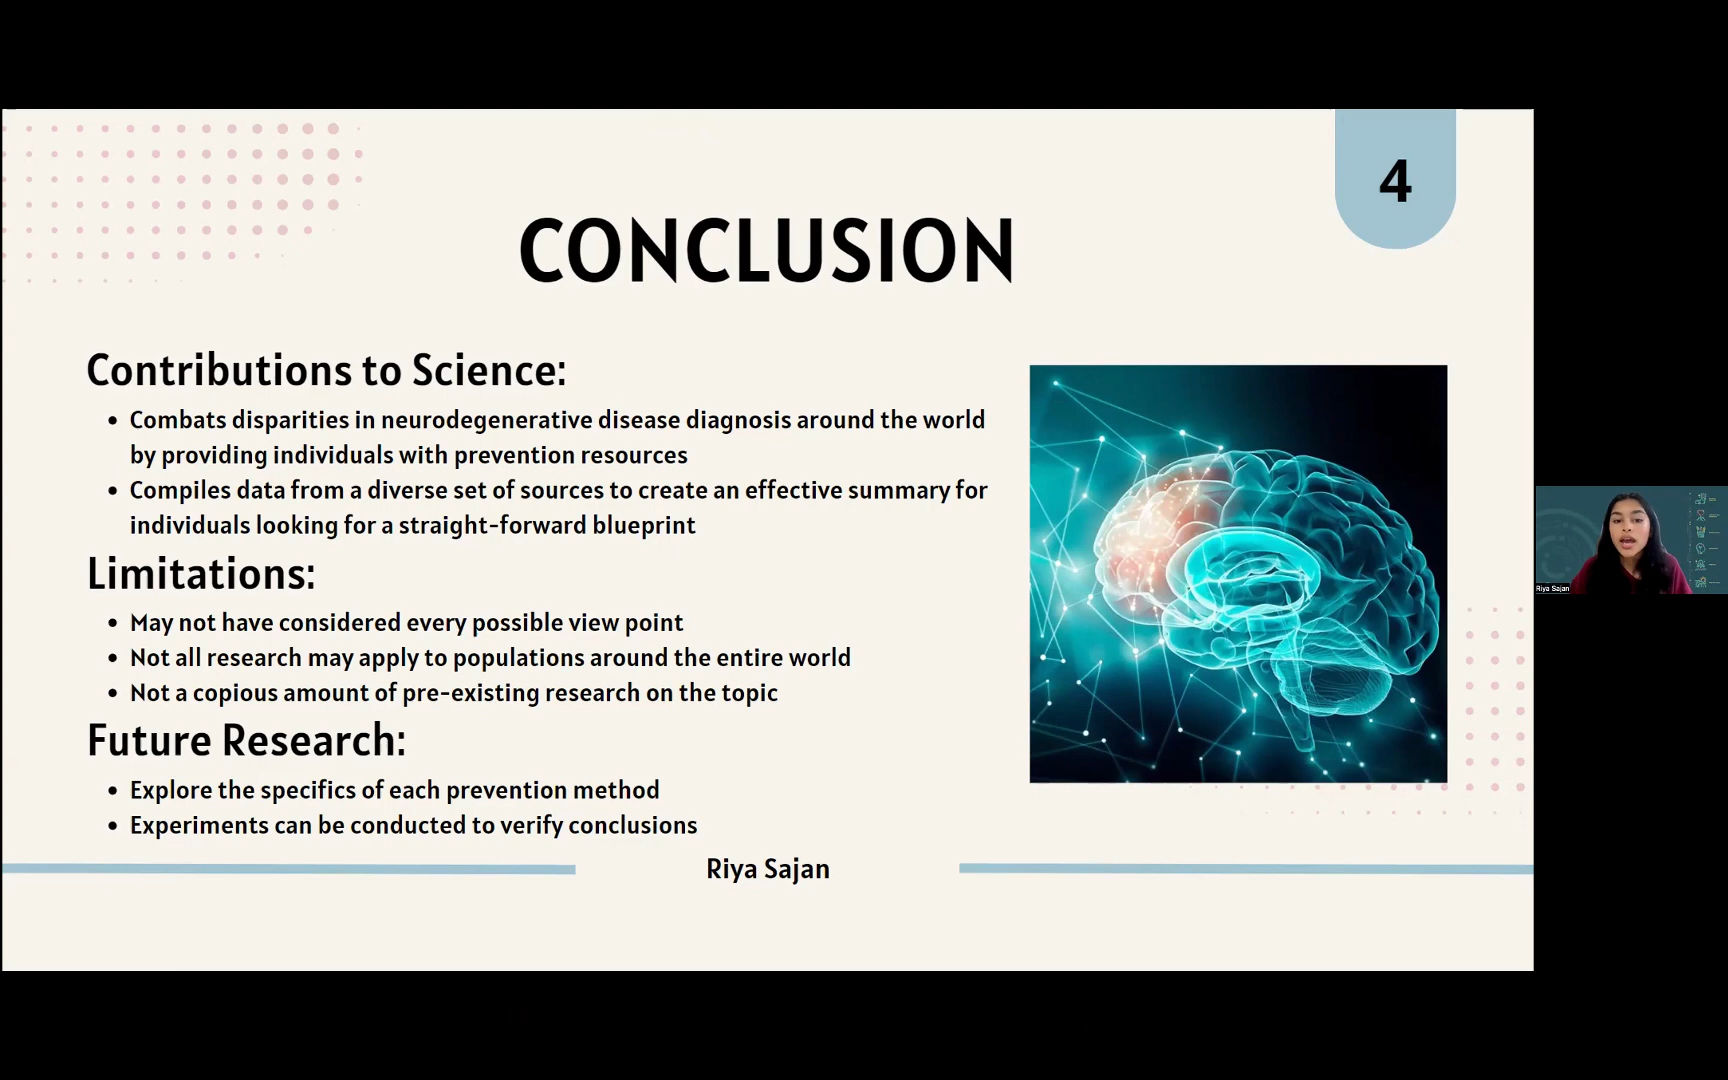 4
CONCLUSION
Contributions to Science:
• Combats disparities in neurodegenerative disease diagnosis around the world
by providing individuals with prevention resources
• Compiles data from a diverse set of sources to create an effective summary for
individuals looking for a straight-forward blueprint
Limitations:
• May not have considered every possible view point
• Not all research may apply to populations around the entire world
• Not a copious amount of pre-existing research on the topic
Future Research:
• Explore the specifics of each prevention method
• Experiments can be conducted to verify conclusions
Riya Sajan
Riya Sajan